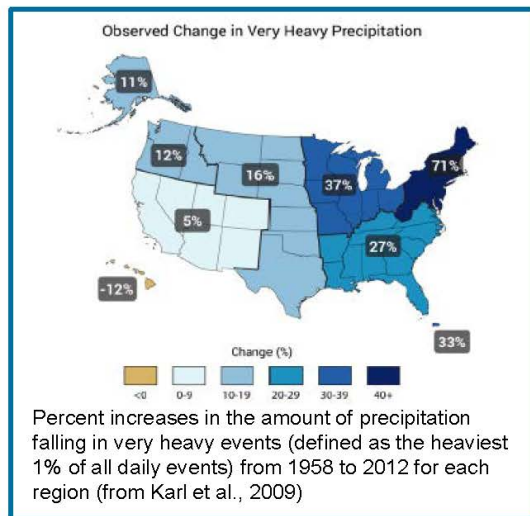 Observed Change in Very Heavy Precipitation
11%
12%
16%
37%
71%
5%
27%
-12%
33%
Change (%)
<0 0-9 10-19 20-29 30-39 40+
Percent increases in the amount of precipitation
falling in very heavy events (defined as the heaviest
1% of all daily events) from 1958 to 2012 for each
region (from Karl et al., 2009)